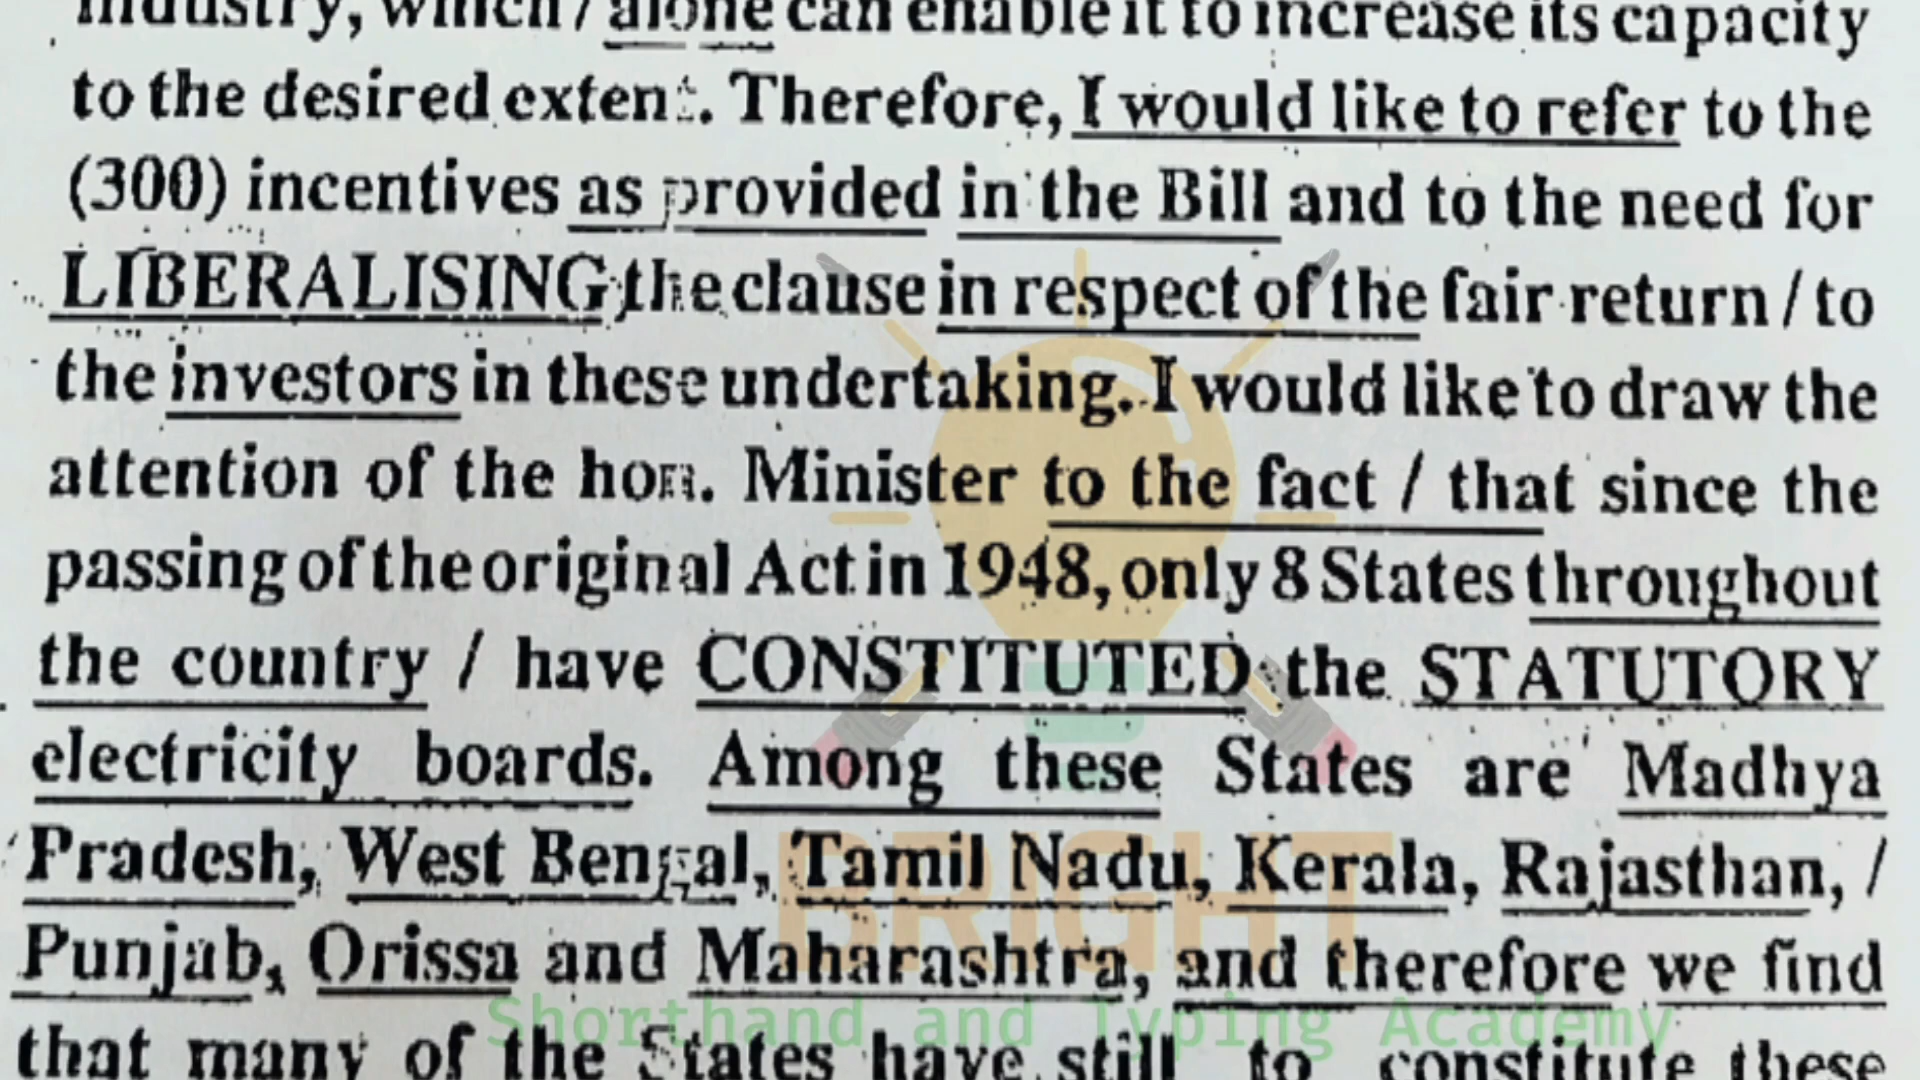 industry, which / alone can enable it to increase its capacity
to the desired extent. Therefore, I would like to refer to the
(300) incentives as provided in the Bill and to the need for
LIBERALISING the clause in respect of the fair return / to
the investors in these undertaking. I would like to draw the
attention of the hon. Minister to the fact / that since the
passing of the original Act in 1948, only 8 States throughout
the country / have CONSTITUTED the STATUTORY
electricity boards. Among these States are Madhya
Pradesh, West Bengal, Tamil Nadu, Kerala, Rajasthan, /
BRIGHT
Punjab, Orissa and Maharashtra, and therefore we find
Shorthand and Typing Academy
that many of the States have still to constitute these